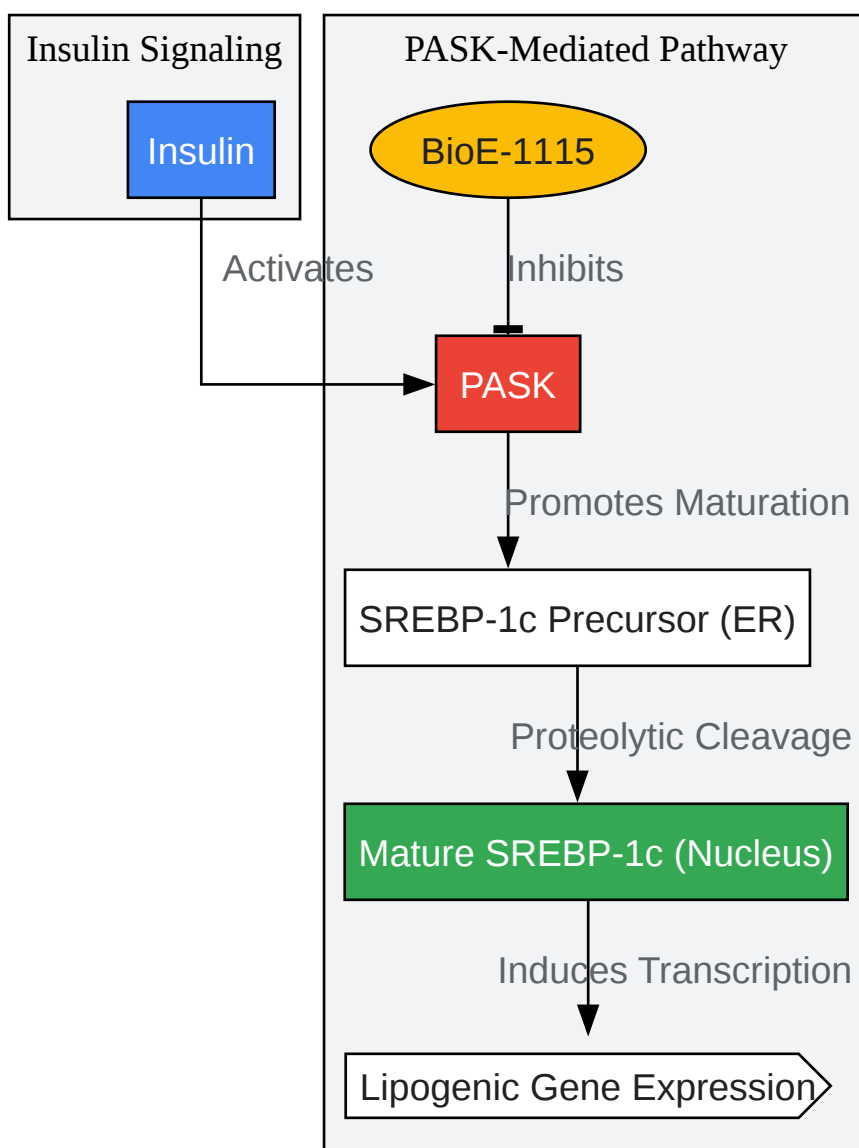 Insulin Signaling
PASK-Mediated Pathway
Insulin
BioE-1115
Activates
Inhibits
PASK
Promotes Maturation
SREBP-1c Precursor (ER)
Proteolytic Cleavage
Mature SREBP-1c (Nucleus)
Induces Transcription
Lipogenic Gene Expression